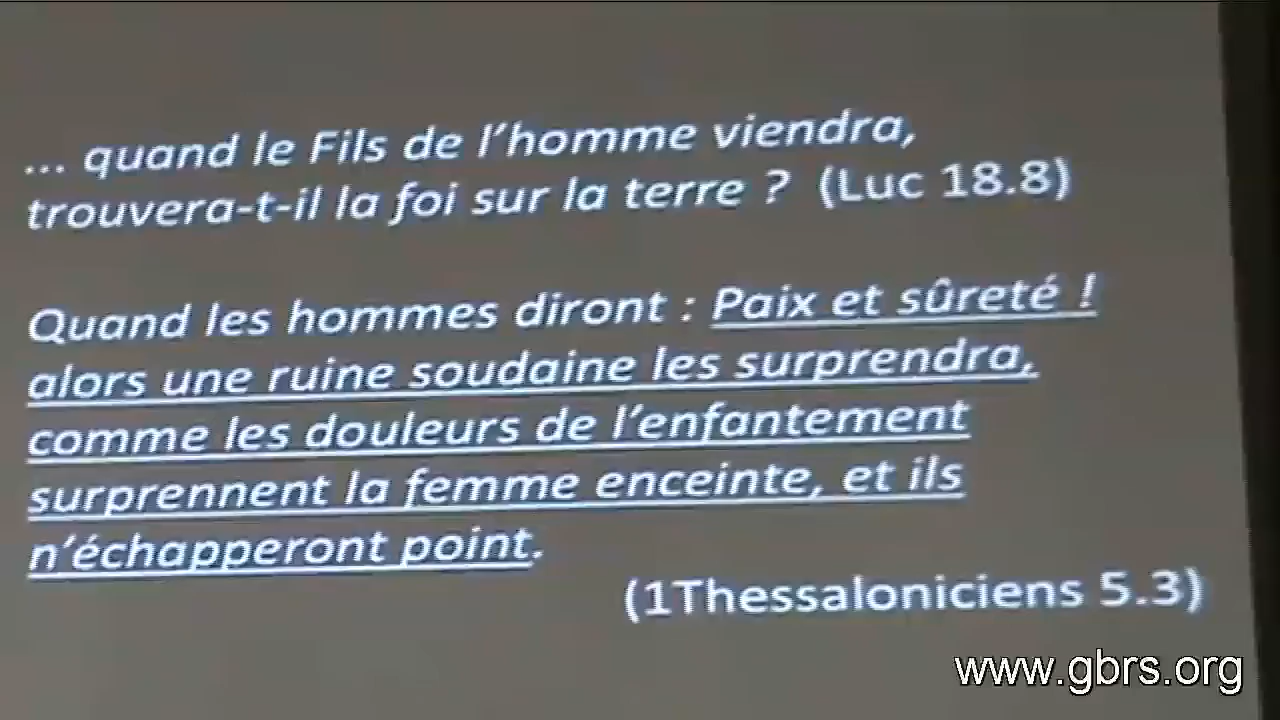 ... quand le Fils de l’homme viendra,
trouvera-t-il la foi sur la terre ?  (Luc 18.8)
Quand les hommes diront : Paix et sûreté !
alors une ruine soudaine les surprendra,
comme les douleurs de l’enfantement
surprennent la femme enceinte, et ils
n’échapperont point.
(1Thessaloniciens 5.3)
www.gbrs.org